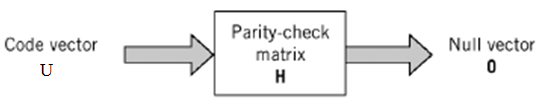 Code vector
U
Parity-check
matrix
H
Null vector
0